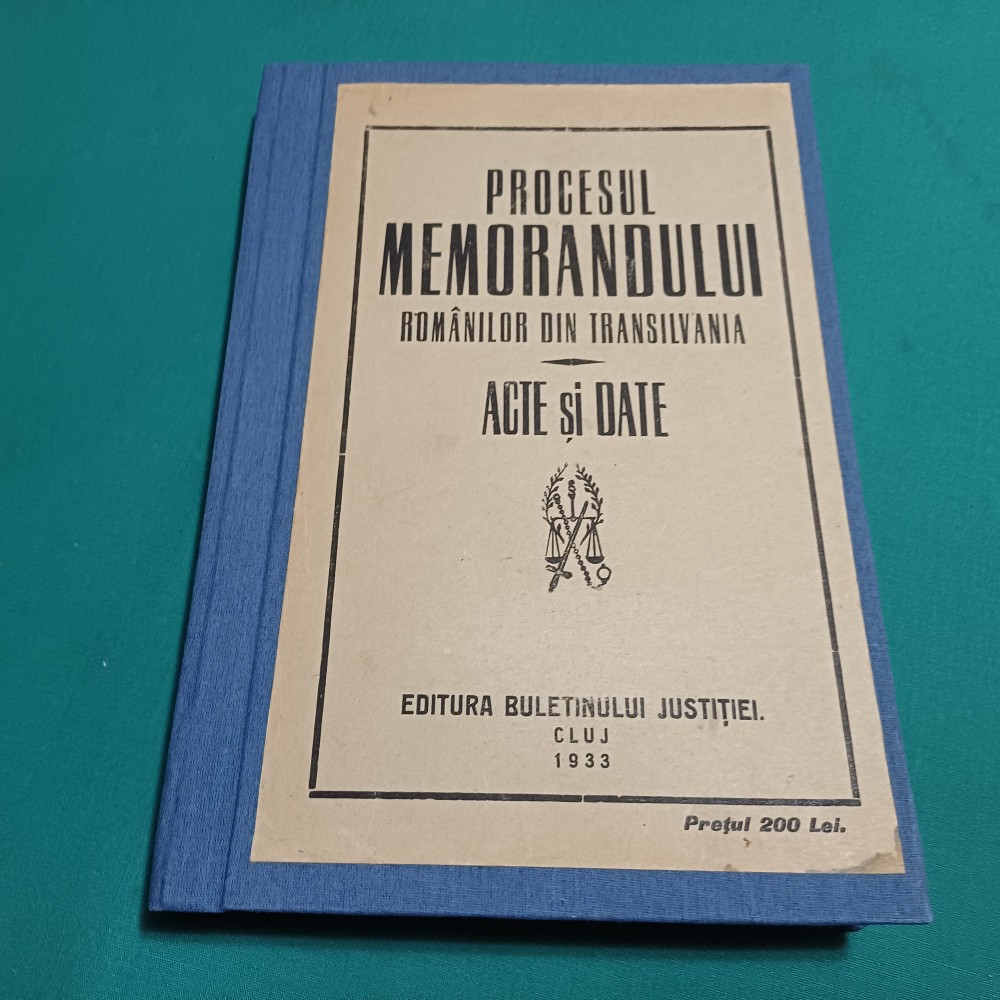 PROCESUL
MEMORANDULUI
ROMÂNILOR DIN TRANSILVANIA
ACTE și DATE
EDITURA BULETINULUI JUSTIȚIEI.
CLUJ
1933
Prețul 200 Lei.